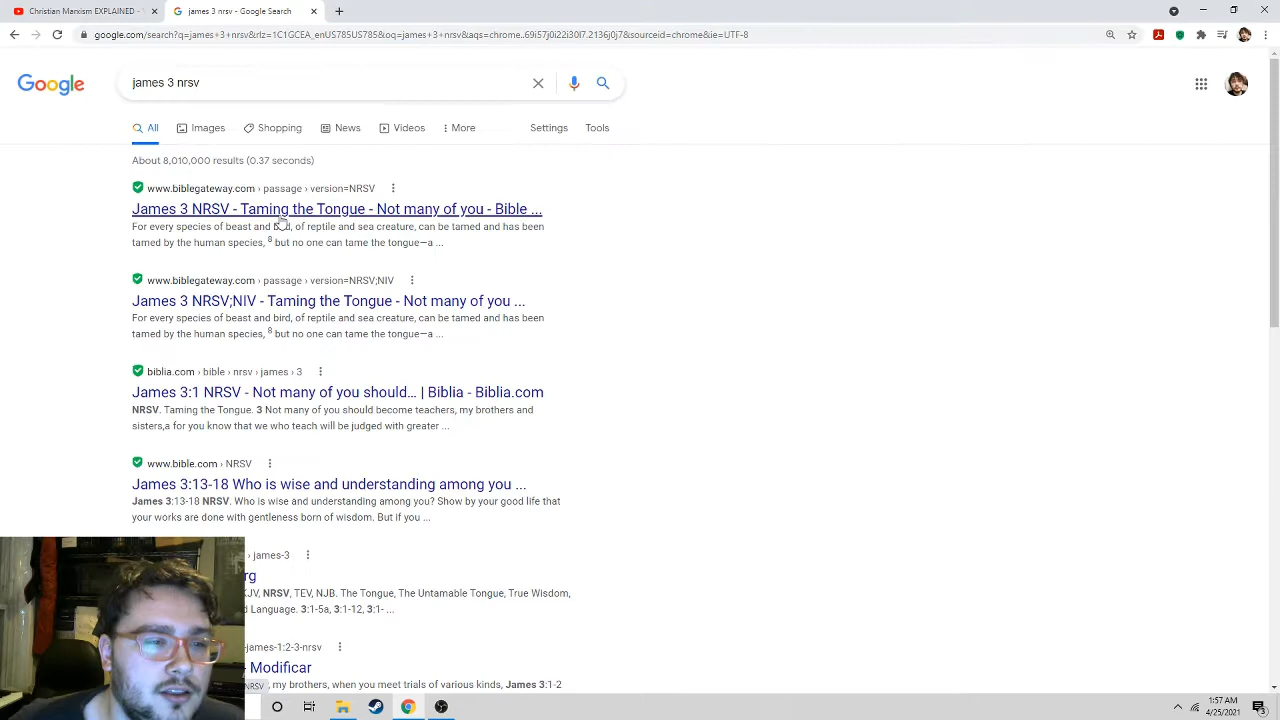 Christian Marxism EXPLAINED -
james 3 nrsv - Google Search
google.com/search?q=james+3+nrsv&rlz=1C1GCEA_enUS785US785&oq=james+3+nrsv&aqs=chrome..69i57j0i22i30l7.2136j0j7&sourceid=chrome&ie=UTF-8
Google
james 3 nrsv
All Images Shopping News Videos More Settings Tools
About 8,010,000 results (0.37 seconds)
www.biblegateway.com › passage › version=NRSV
James 3 NRSV - Taming the Tongue - Not many of you - Bible ...
For every species of beast and bird, of reptile and sea creature, can be tamed and has been
tamed by the human species, 8 but no one can tame the tongue—a ...
www.biblegateway.com › passage › version=NRSV;NIV
James 3 NRSV;NIV - Taming the Tongue - Not many of you ...
For every species of beast and bird, of reptile and sea creature, can be tamed and has been
tamed by the human species, 8 but no one can tame the tongue—a ...
biblia.com › bible › nrsv › james › 3
James 3:1 NRSV - Not many of you should... | Biblia - Biblia.com
NRSV. Taming the Tongue. 3 Not many of you should become teachers, my brothers and
sisters,a for you know that we who teach will be judged with greater ...
www.bible.com › NRSV
James 3:13-18 Who is wise and understanding among you ...
James 3:13-18 NRSV. Who is wise and understanding among you? Show by your good life that
your works are done with gentleness born of wisdom. But if you ...
› james-3
rg
KJV, NRSV, TEV, NJB. The Tongue, The Untamable Tongue, True Wisdom,
d Language. 3:1-5a, 3:1-12, 3:1- ...
-james-1:2-3-nrsv
- Modificar
, my brothers, when you meet trials of various kinds, James 3:1-2
NRSV
1:57 AM
4/25/2021